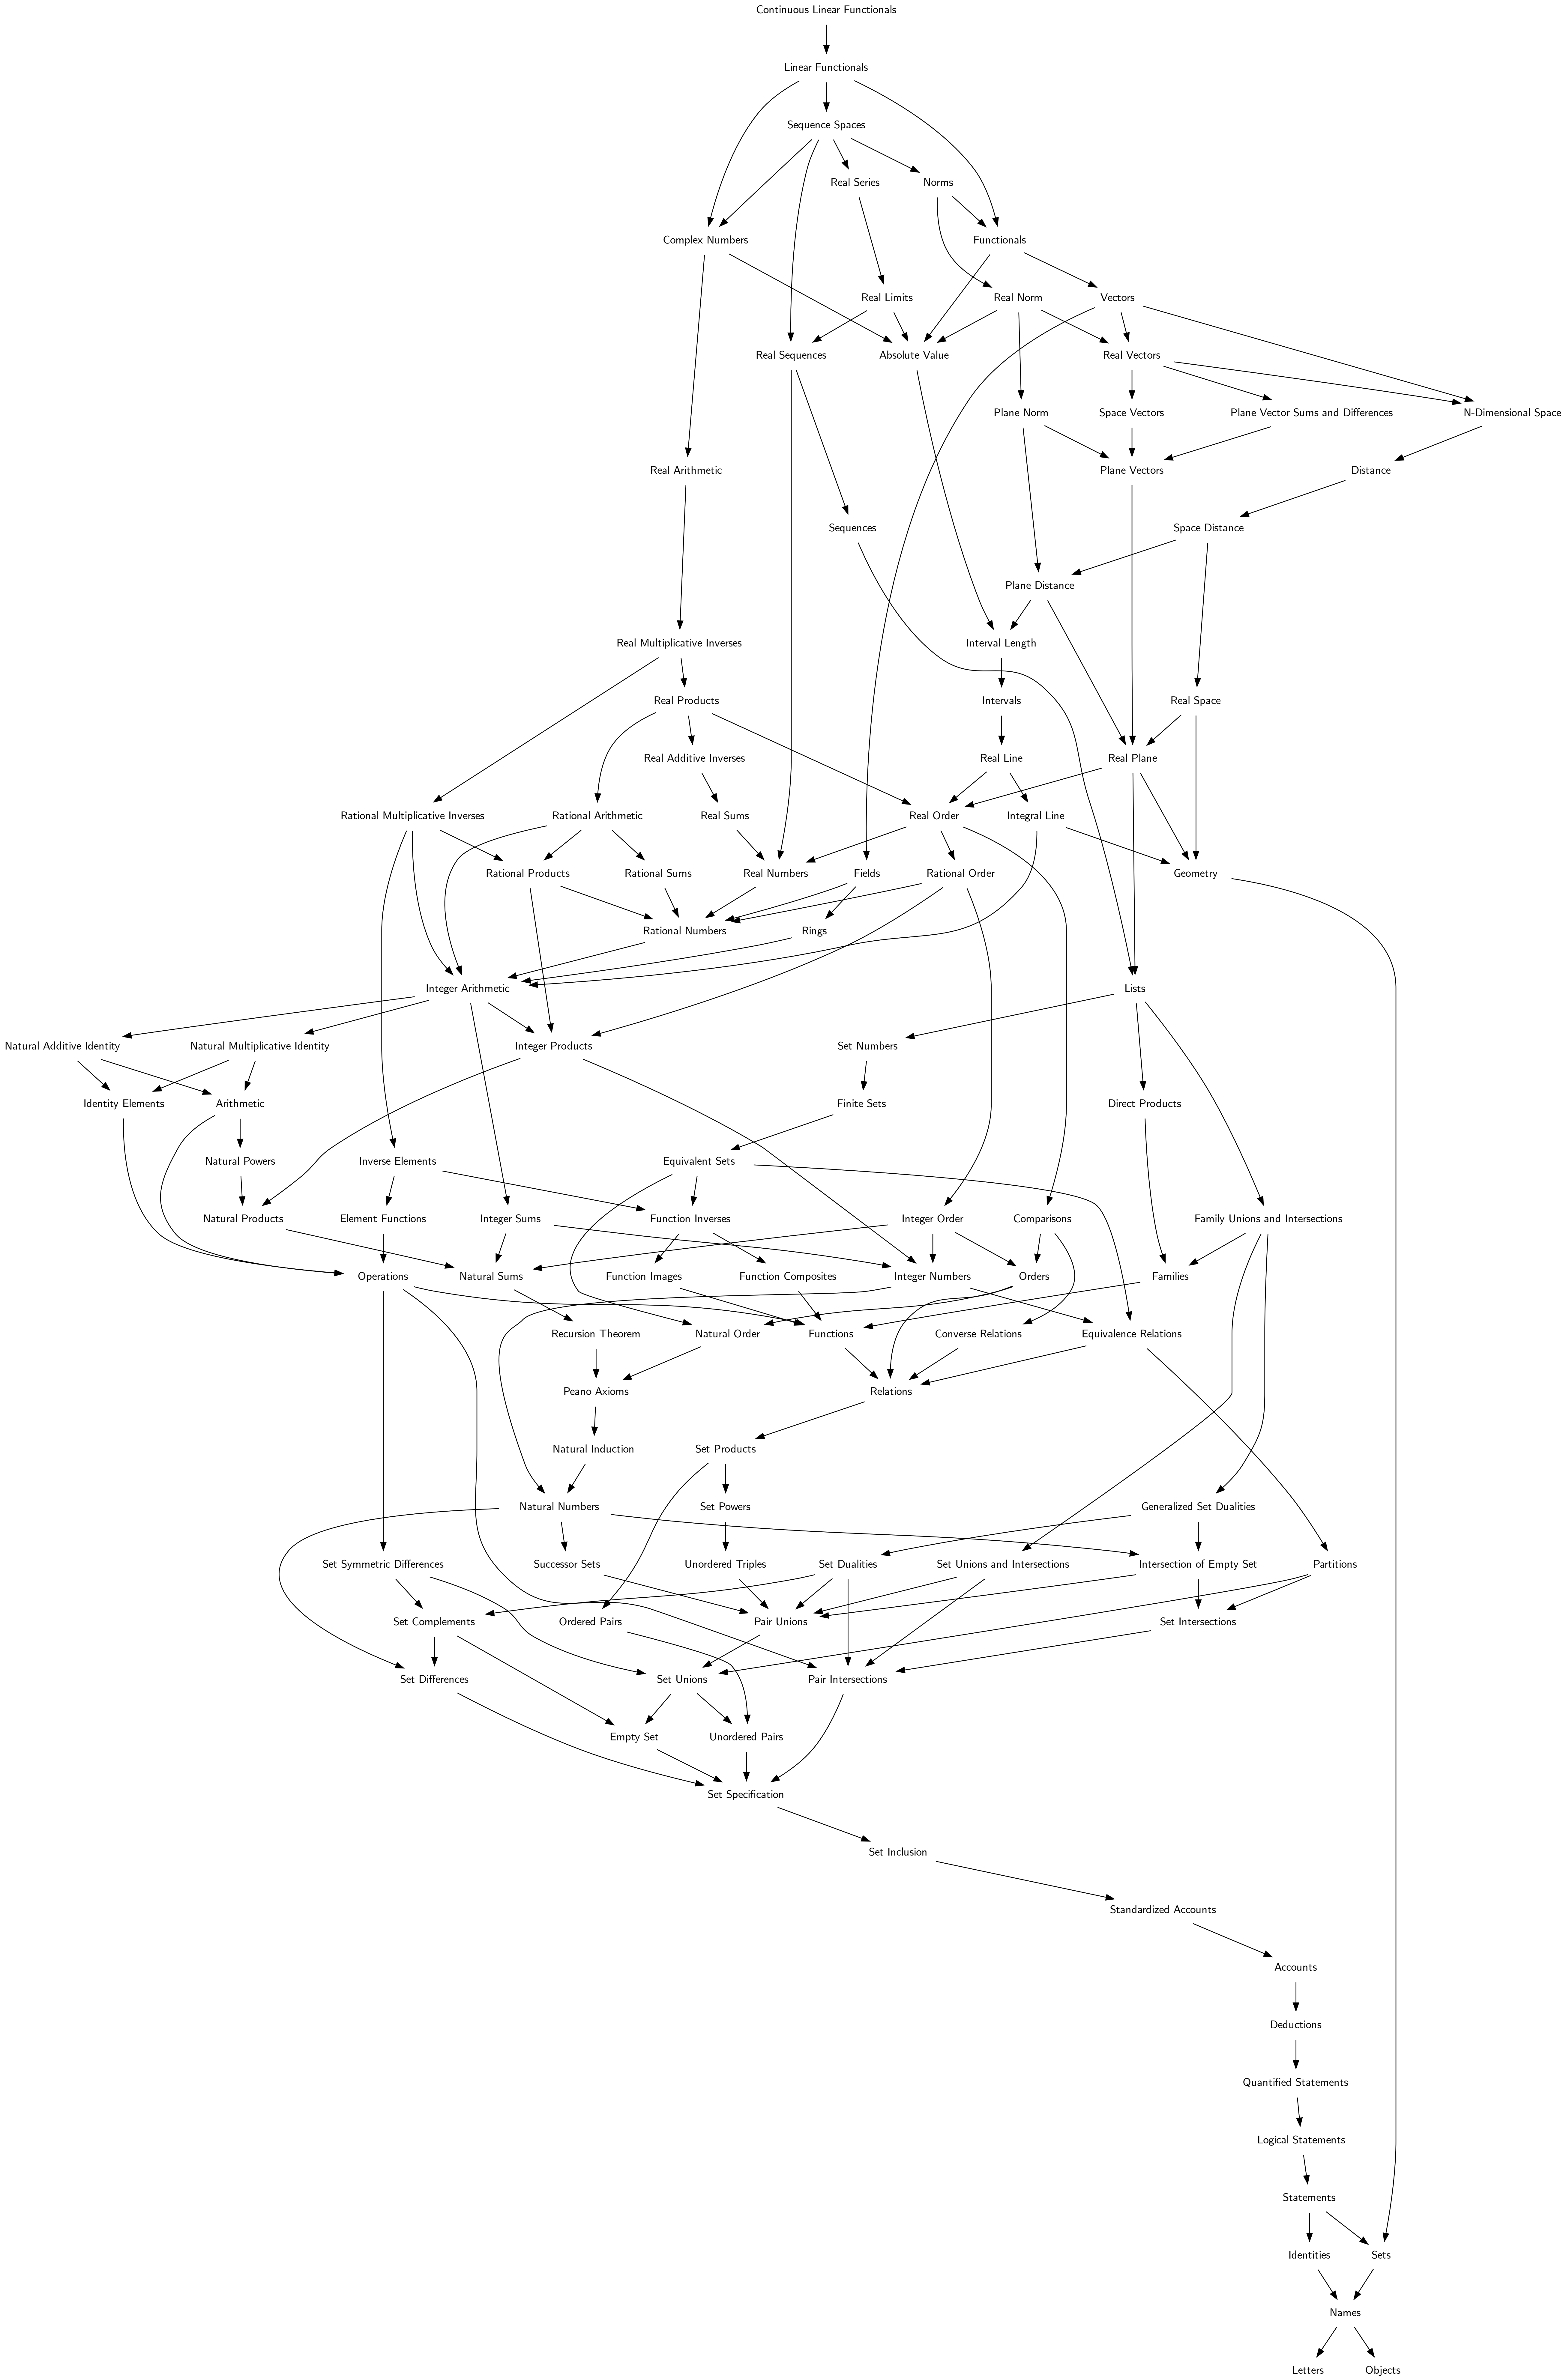 Continuous Linear Functionals
Linear Functionals
Sequence Spaces
Real Series
Norms
Complex Numbers
Functionals
Real Limits
Real Norm
Vectors
Real Sequences
Absolute Value
Real Vectors
Plane Norm
Space Vectors
Plane Vector Sums and Differences
N-Dimensional Space
Real Arithmetic
Plane Vectors
Distance
Sequences
Space Distance
Plane Distance
Real Multiplicative Inverses
Interval Length
Real Products
Intervals
Real Space
Real Additive Inverses
Real Line
Real Plane
Rational Multiplicative Inverses
Rational Arithmetic
Real Sums
Real Order
Integral Line
Rational Products
Rational Sums
Real Numbers
Fields
Rational Order
Geometry
Rational Numbers
Rings
Integer Arithmetic
Lists
Natural Additive Identity
Natural Multiplicative Identity
Integer Products
Set Numbers
Identity Elements
Arithmetic
Finite Sets
Direct Products
Natural Powers
Inverse Elements
Equivalent Sets
Natural Products
Element Functions
Integer Sums
Function Inverses
Integer Order
Comparisons
Family Unions and Intersections
Operations
Natural Sums
Function Images
Function Composites
Integer Numbers
Orders
Families
Recursion Theorem
Natural Order
Functions
Converse Relations
Equivalence Relations
Peano Axioms
Relations
Natural Induction
Set Products
Natural Numbers
Set Powers
Generalized Set Dualities
Set Symmetric Differences
Successor Sets
Unordered Triples
Set Dualities
Set Unions and Intersections
Intersection of Empty Set
Partitions
Set Complements
Ordered Pairs
Pair Unions
Set Intersections
Set Differences
Set Unions
Pair Intersections
Empty Set
Unordered Pairs
Set Specification
Set Inclusion
Standardized Accounts
Accounts
Deductions
Quantified Statements
Logical Statements
Statements
Identities
Sets
Names
Letters
Objects